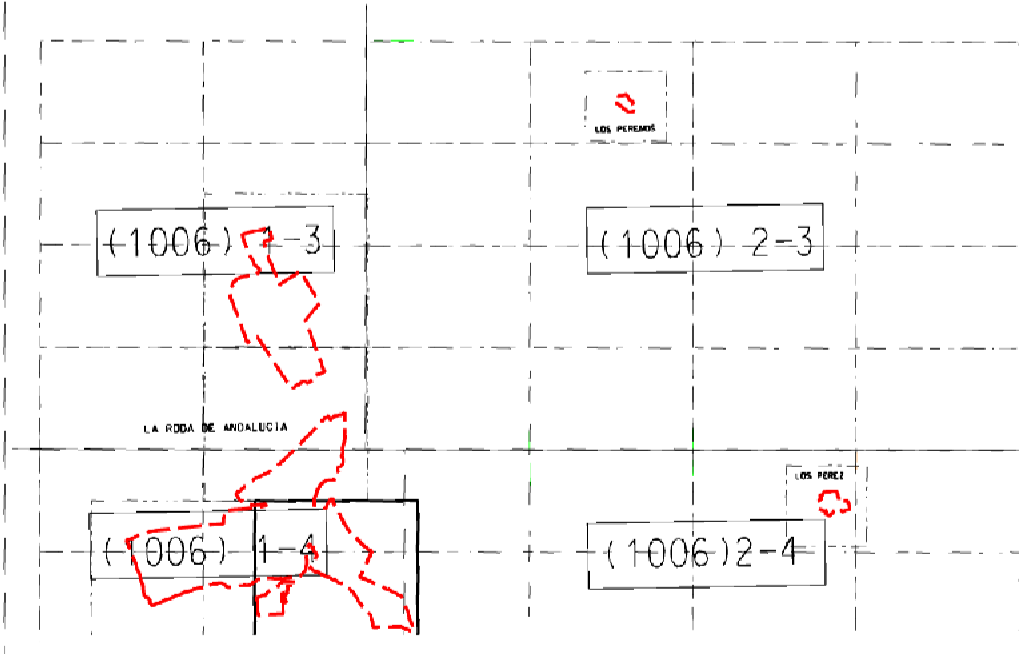 LOS PERENOS
(1006) 1-3
(1006) 2-3
LA RODA DE ANDALUCIA
LOS PEREZ
(1006) 1-4
(1006)2-4